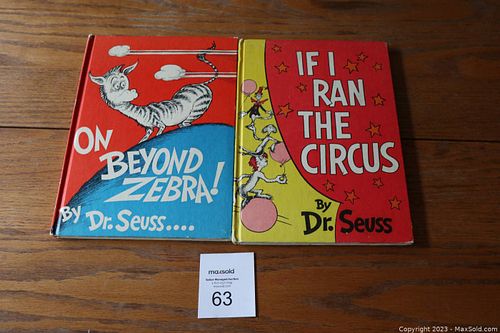 ON
BEYOND
ZEBRA!
By Dr. Seuss....
IF I
RAN
THE
CIRCUS
By
Dr. Seuss
maxsold
63
Copyright 2023 - MaxSold.com